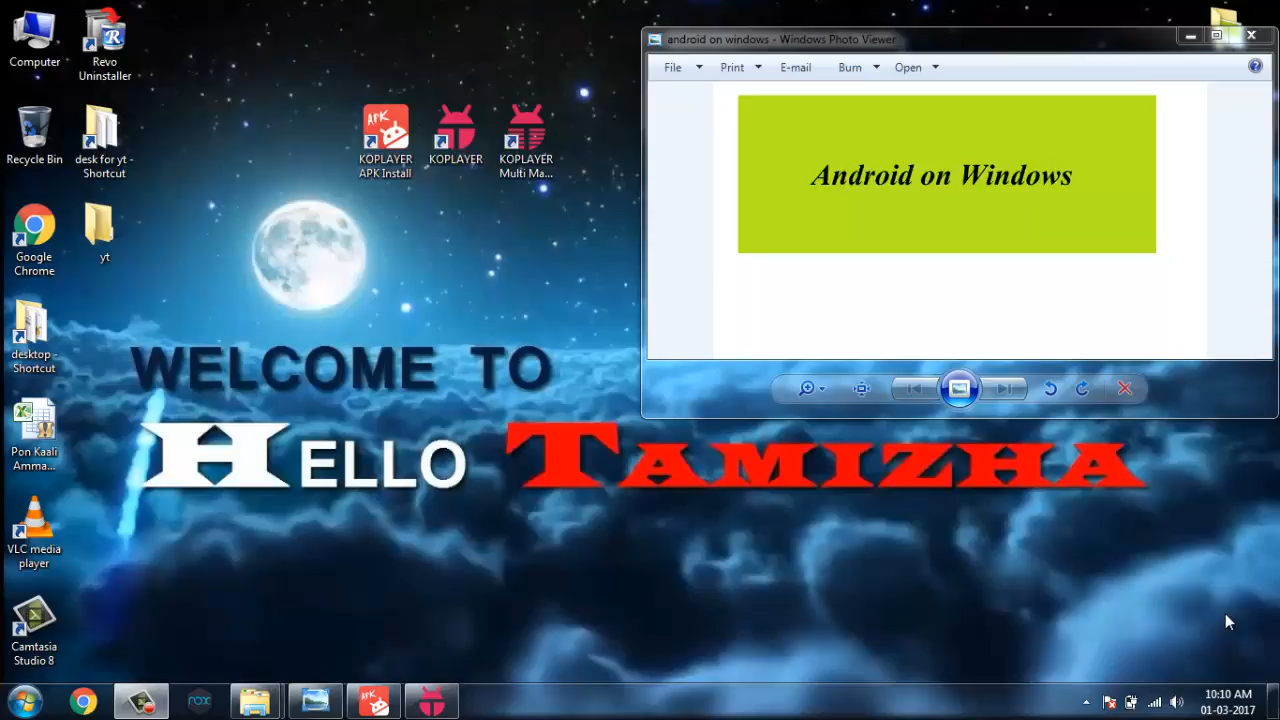 Computer
Revo
Uninstaller
Recycle Bin
desk for yt -
Shortcut
Google
Chrome
yt
desktop -
Shortcut
Pon Kaali
Amma...
VLC media
player
Camtasia
Studio 8
APK
KOPLAYER
APK Install
KOPLAYER
KOPLAYER
Multi Ma...
android on windows - Windows Photo Viewer
File Print E-mail Burn Open
Android on Windows
WELCOME TO
HELLO TAMIZHA
nox
APK
10:10 AM
01-03-2017